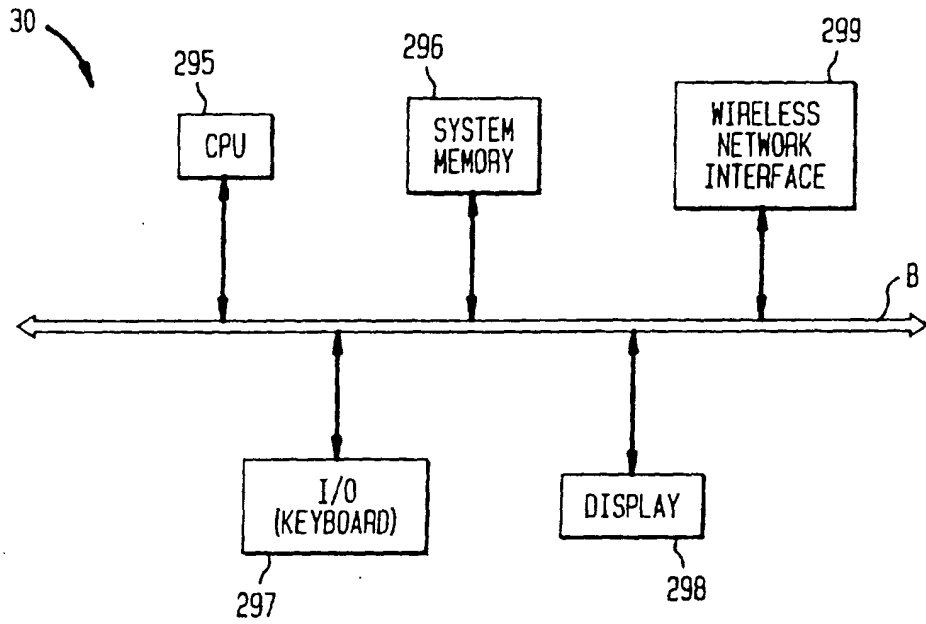 30
295
CPU
296
SYSTEM
MEMORY
299
WIRELESS
NETWORK
INTERFACE
B
I/O
(KEYBOARD)
297
DISPLAY
298